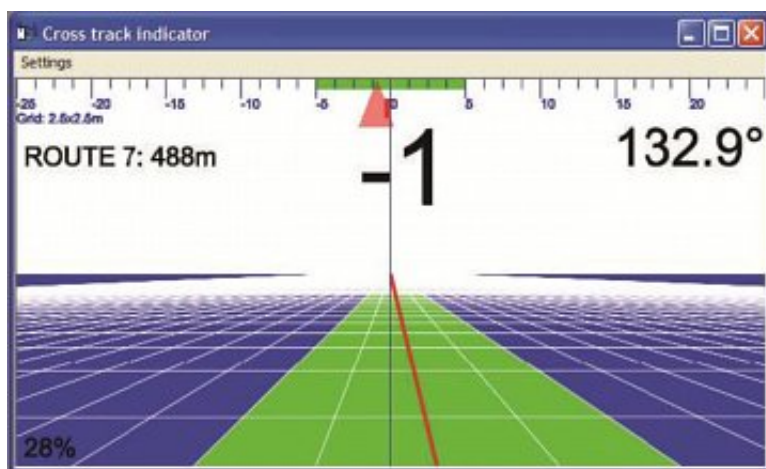 Cross track indicator
Settings
-25 -20 -15 -10 -5 0 5 10 15 20
Grid: 2.5x2.5m
ROUTE 7: 488m
-1
132.9°
28%